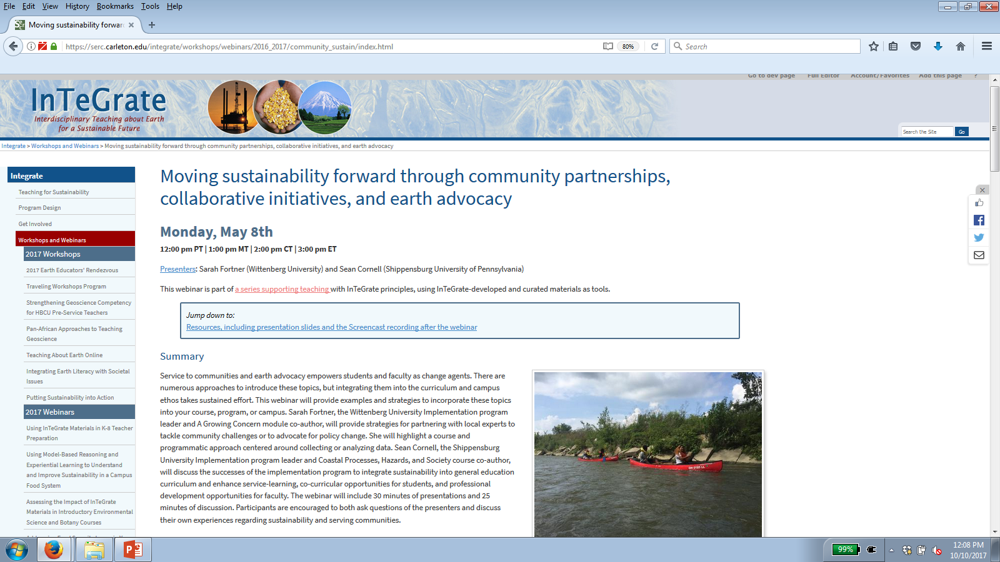 File Edit View History Bookmarks Tools Help
Moving sustainability forwar
https://serc.carleton.edu/integrate/workshops/webinars/2016_2017/community_sustain/index.html
80%
Search
Go to dev page Full Editor Account/Favorites Add this page ?
InTeGrate
Interdisciplinary Teaching about Earth
for a Sustainable Future
Search the Site Go
Integrate > Workshops and Webinars > Moving sustainability forward through community partnerships, collaborative initiatives, and earth advocacy
Integrate
Teaching for Sustainability
Program Design
Get Involved
Workshops and Webinars
2017 Workshops
2017 Earth Educators' Rendezvous
Traveling Workshops Program
Strengthening Geoscience Competency
for HBCU Pre-Service Teachers
Pan-African Approaches to Teaching
Geoscience
Teaching About Earth Online
Integrating Earth Literacy with Societal
Issues
Putting Sustainability into Action
2017 Webinars
Using InTeGrate Materials in K-8 Teacher
Preparation
Using Model-Based Reasoning and
Experiential Learning to Understand
and Improve Sustainability in a Campus
Food System
Assessing the Impact of InTeGrate
Materials in Introductory Environmental
Science and Botany Courses
Moving sustainability forward through community partnerships,
collaborative initiatives, and earth advocacy
Monday, May 8th
12:00 pm PT | 1:00 pm MT | 2:00 pm CT | 3:00 pm ET
Presenters: Sarah Fortner (Wittenberg University) and Sean Cornell (Shippensburg University of Pennsylvania)
This webinar is part of a series supporting teaching with InTeGrate principles, using InTeGrate-developed and curated materials as tools.
Jump down to:
Resources, including presentation slides and the Screencast recording after the webinar
Summary
Service to communities and earth advocacy empowers students and faculty as change agents. There are
numerous approaches to introduce these topics, but integrating them into the curriculum and campus
ethos takes sustained effort. This webinar will provide examples and strategies to incorporate these topics
into your course, program, or campus. Sarah Fortner, the Wittenberg University Implementation program
leader and A Growing Concern module co-author, will provide strategies for partnering with local experts to
tackle community challenges or to advocate for policy change. She will highlight a course and
programmatic approach centered around collecting or analyzing data. Sean Cornell, the Shippensburg
University Implementation program leader and Coastal Processes, Hazards, and Society course co-author,
will discuss the successes of the implementation program to integrate sustainability into general education
curriculum and enhance service-learning, co-curricular opportunities for students, and professional
development opportunities for faculty. The webinar will include 30 minutes of presentations and 25
minutes of discussion. Participants are encouraged to both ask questions of the presenters and discuss
their own experiences regarding sustainability and serving communities.
99%
12:08 PM
10/10/2017